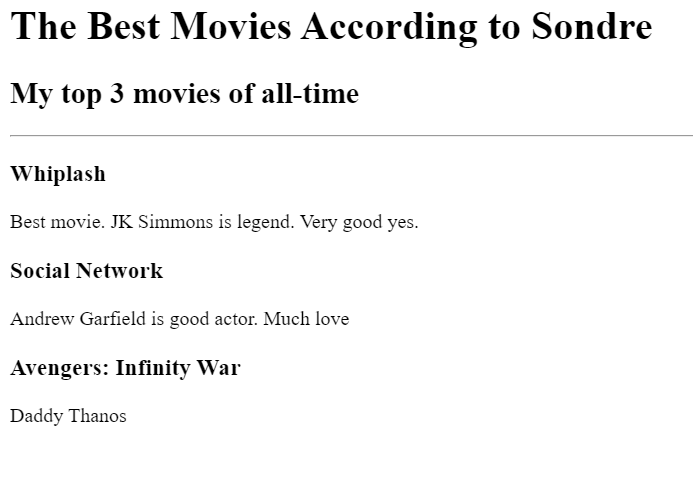 The Best Movies According to Sondre
My top 3 movies of all-time
Whiplash
Best movie. JK Simmons is legend. Very good yes.
Social Network
Andrew Garfield is good actor. Much love
Avengers: Infinity War
Daddy Thanos